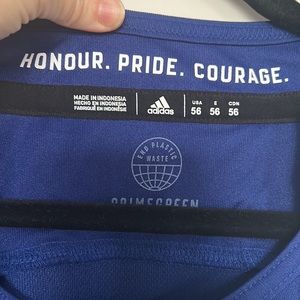 HONOUR. PRIDE. COURAGE.
MADE IN INDONESIA
HECHO EN INDONESIA
FABRIQUÉ EN INDONÉSIE
adidas
USA E CDN
56 56 56
END PLASTIC
WASTE
PRIMEGREEN